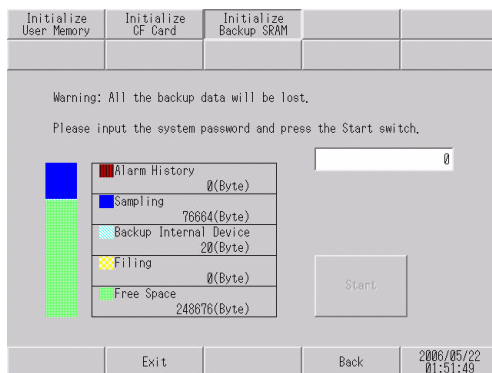 Initialize
User Memory
Initialize
CF Card
Initialize
Backup SRAM
Warning: All the backup data will be lost.
Please input the system password and press the Start switch.
0
Alarm History
0(Byte)
Sampling
76664(Byte)
Backup Internal Device
20(Byte)
Filing
0(Byte)
Free Space
248676(Byte)
Start
Exit
Back
2006/05/22
01:51:49